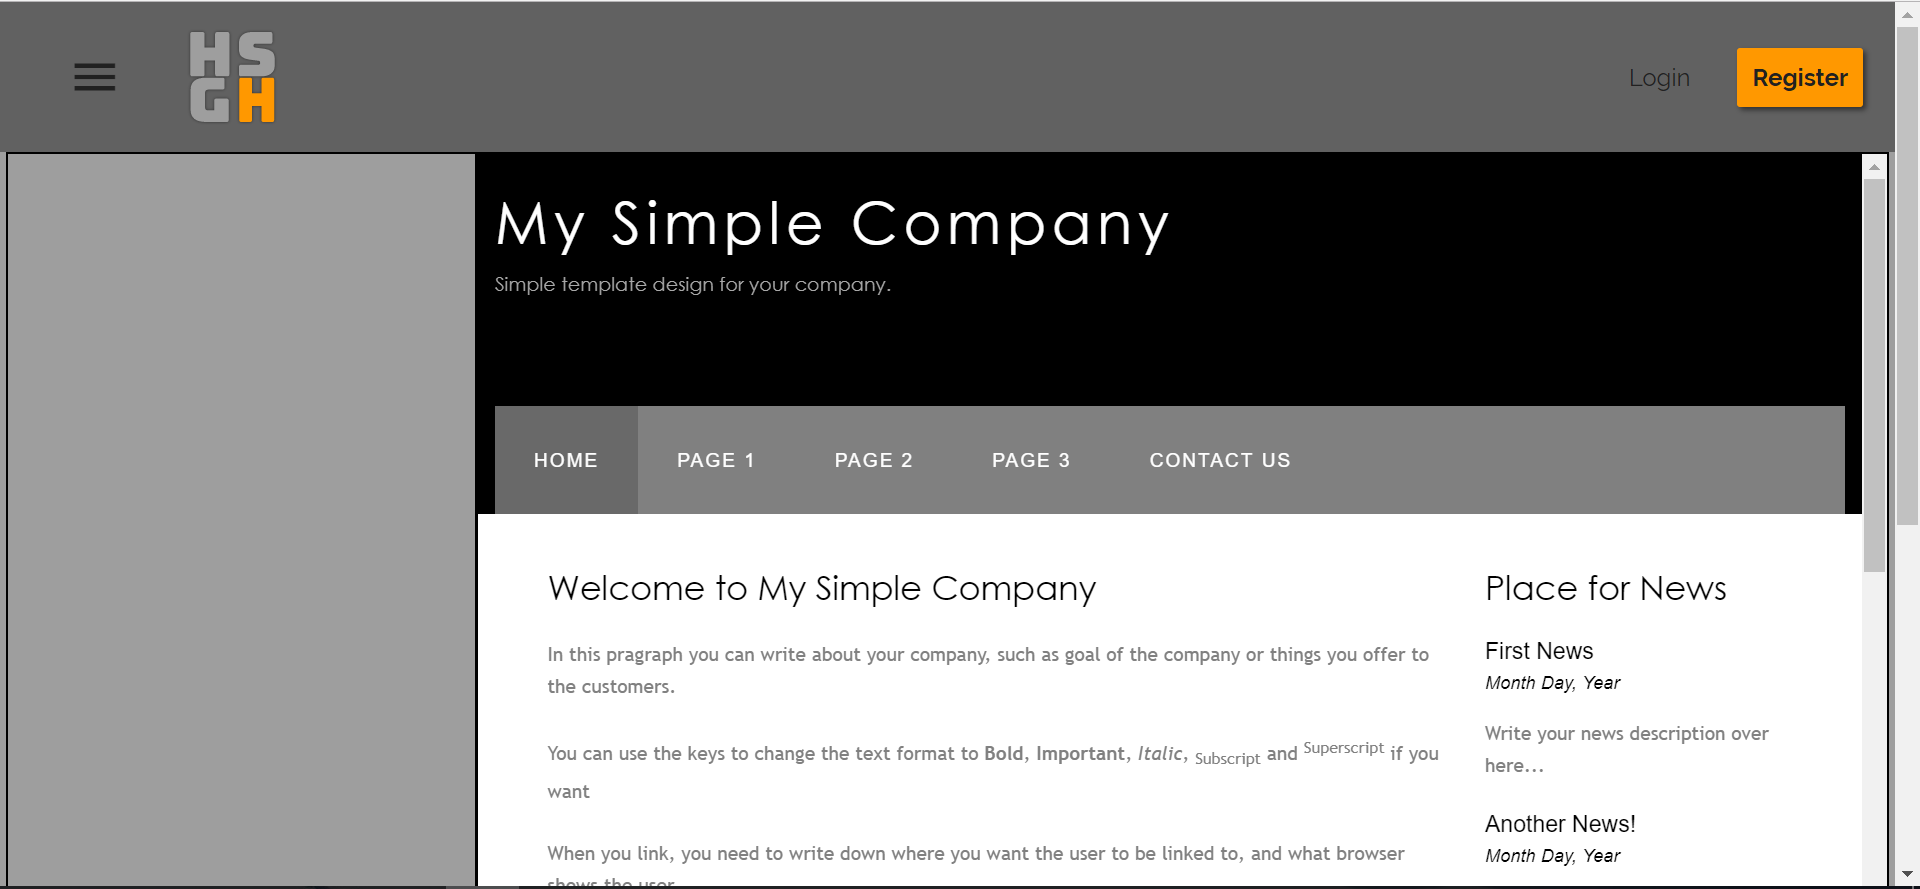 HS
GH
Login
Register
My Simple Company
Simple template design for your company.
HOME
PAGE 1
PAGE 2
PAGE 3
CONTACT US
Welcome to My Simple Company
In this pragraph you can write about your company, such as goal of the company or things you offer to
the customers.
You can use the keys to change the text format to Bold, Important, Italic, Subscript and Superscript if you
want
When you link, you need to write down where you want the user to be linked to, and what browser
shows the user
Place for News
First News
Month Day, Year
Write your news description over
here...
Another News!
Month Day, Year